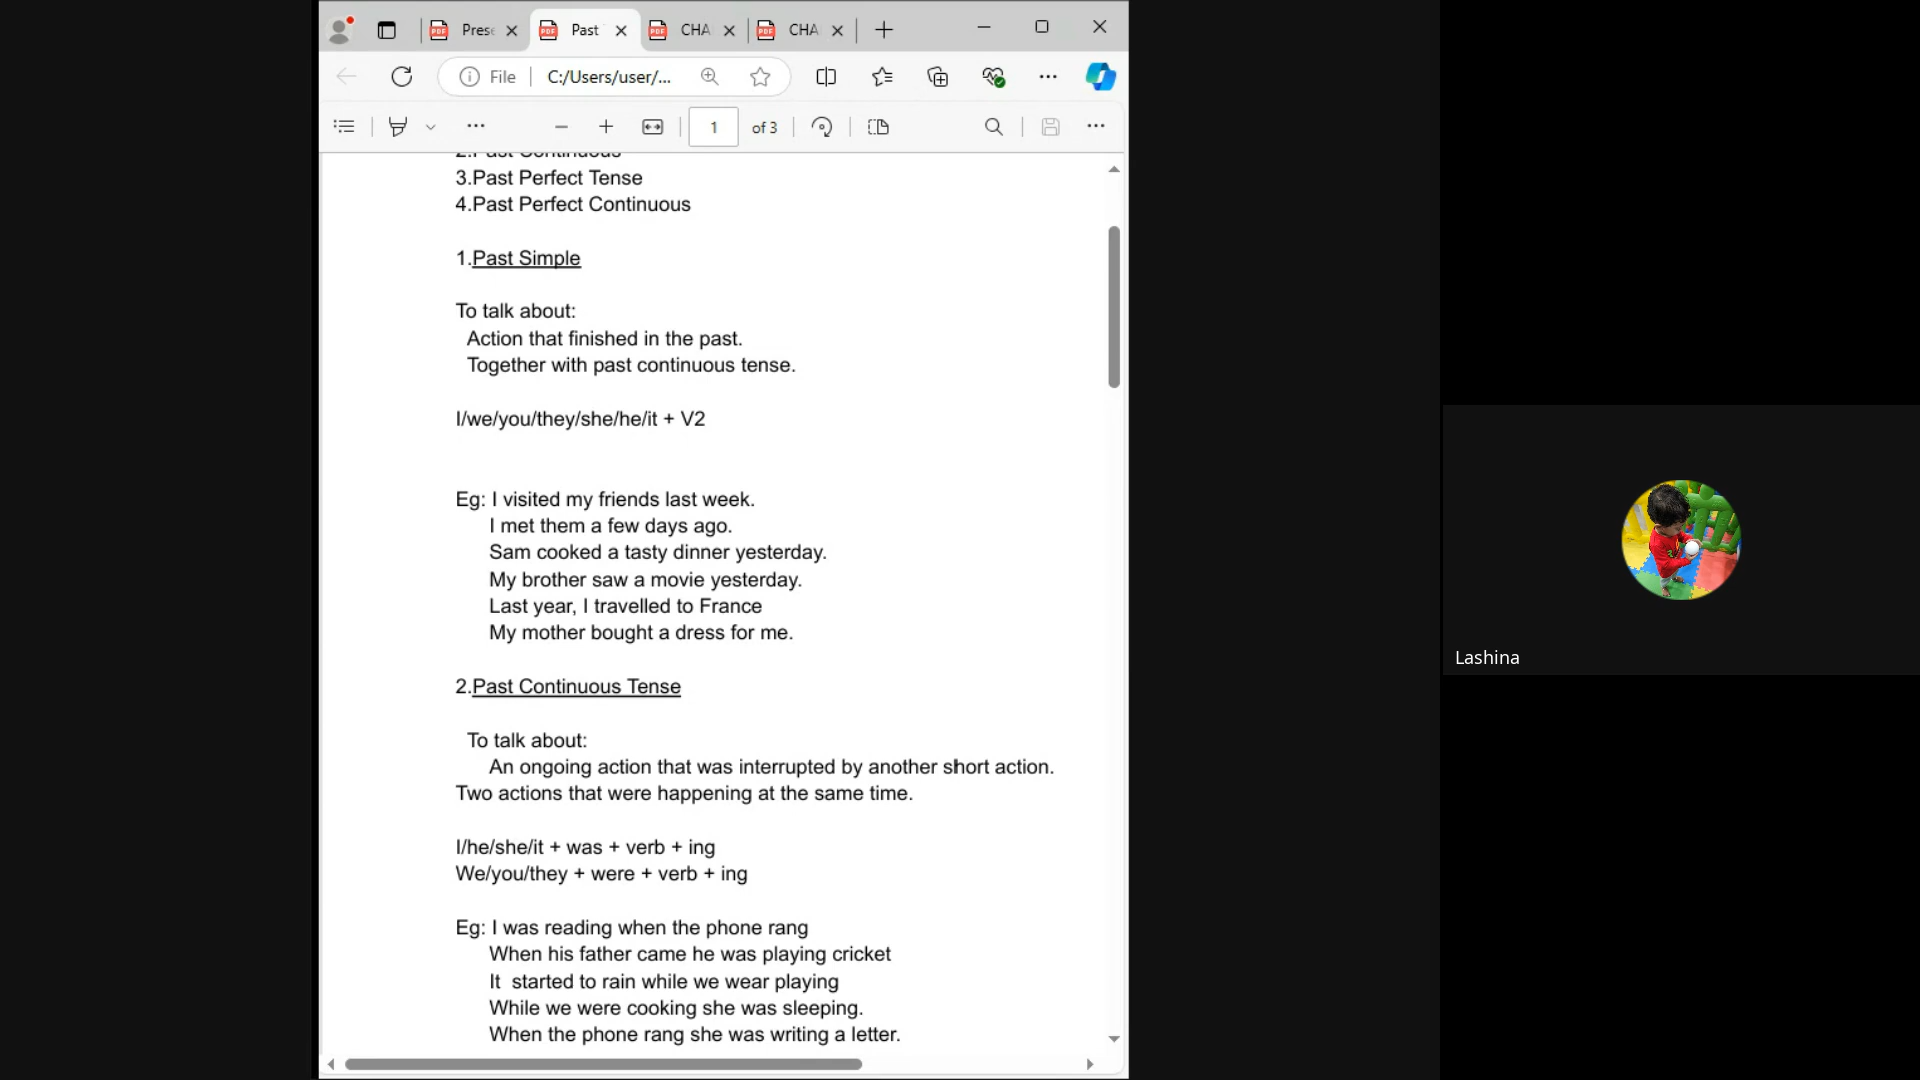 Prese
Past
CHA
CHA
File
C:/Users/user/...
1
of 3
2.Past Continuous
3.Past Perfect Tense
4.Past Perfect Continuous
1.Past Simple
To talk about:
Action that finished in the past.
Together with past continuous tense.
I/we/you/they/she/he/it + V2
Eg: I visited my friends last week.
I met them a few days ago.
Sam cooked a tasty dinner yesterday.
My brother saw a movie yesterday.
Last year, I travelled to France
My mother bought a dress for me.
2.Past Continuous Tense
To talk about:
An ongoing action that was interrupted by another short action.
Two actions that were happening at the same time.
I/he/she/it + was + verb + ing
We/you/they + were + verb + ing
Eg: I was reading when the phone rang
When his father came he was playing cricket
It  started to rain while we wear playing
While we were cooking she was sleeping.
When the phone rang she was writing a letter.
Lashina